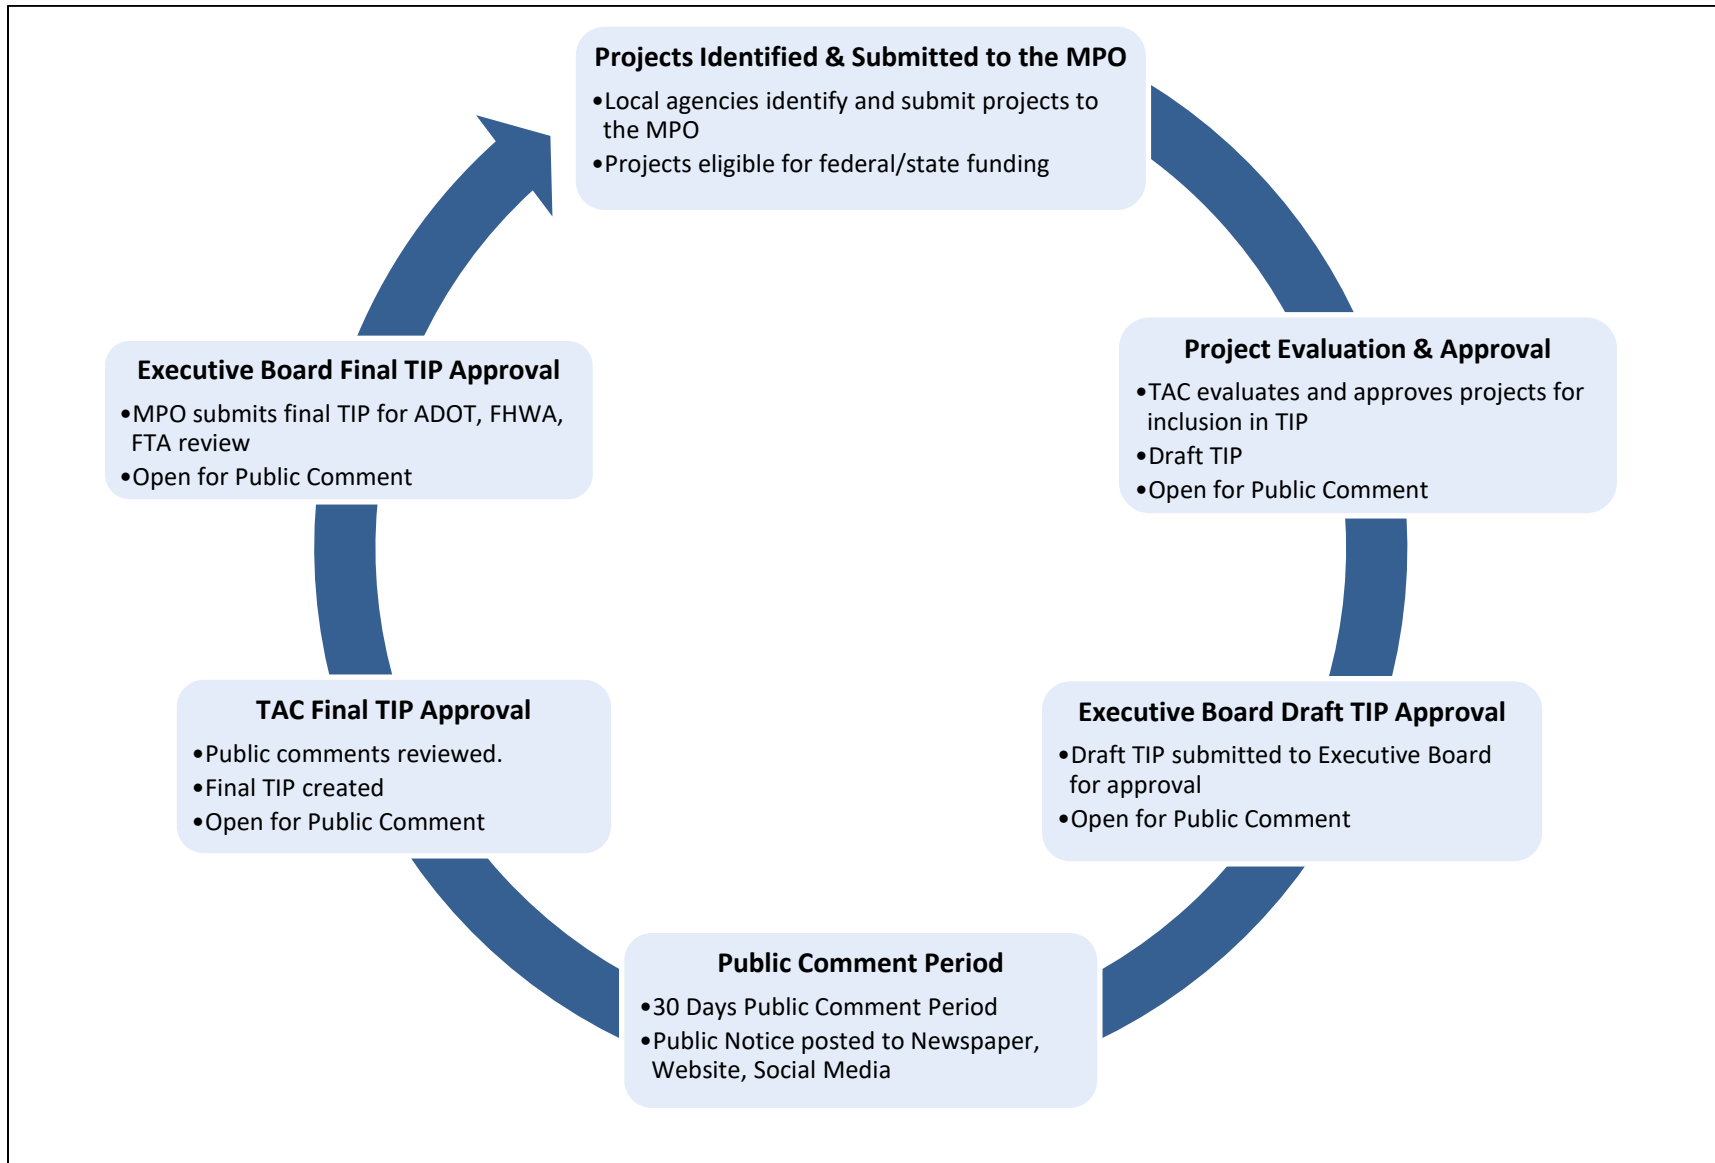 Projects Identified & Submitted to the MPO
•Local agencies identify and submit projects to
the MPO
•Projects eligible for federal/state funding
Project Evaluation & Approval
•TAC evaluates and approves projects for
inclusion in TIP
•Draft TIP
•Open for Public Comment
Executive Board Draft TIP Approval
•Draft TIP submitted to Executive Board
for approval
•Open for Public Comment
Public Comment Period
•30 Days Public Comment Period
•Public Notice posted to Newspaper,
Website, Social Media
TAC Final TIP Approval
•Public comments reviewed.
•Final TIP created
•Open for Public Comment
Executive Board Final TIP Approval
•MPO submits final TIP for ADOT, FHWA,
FTA review
•Open for Public Comment